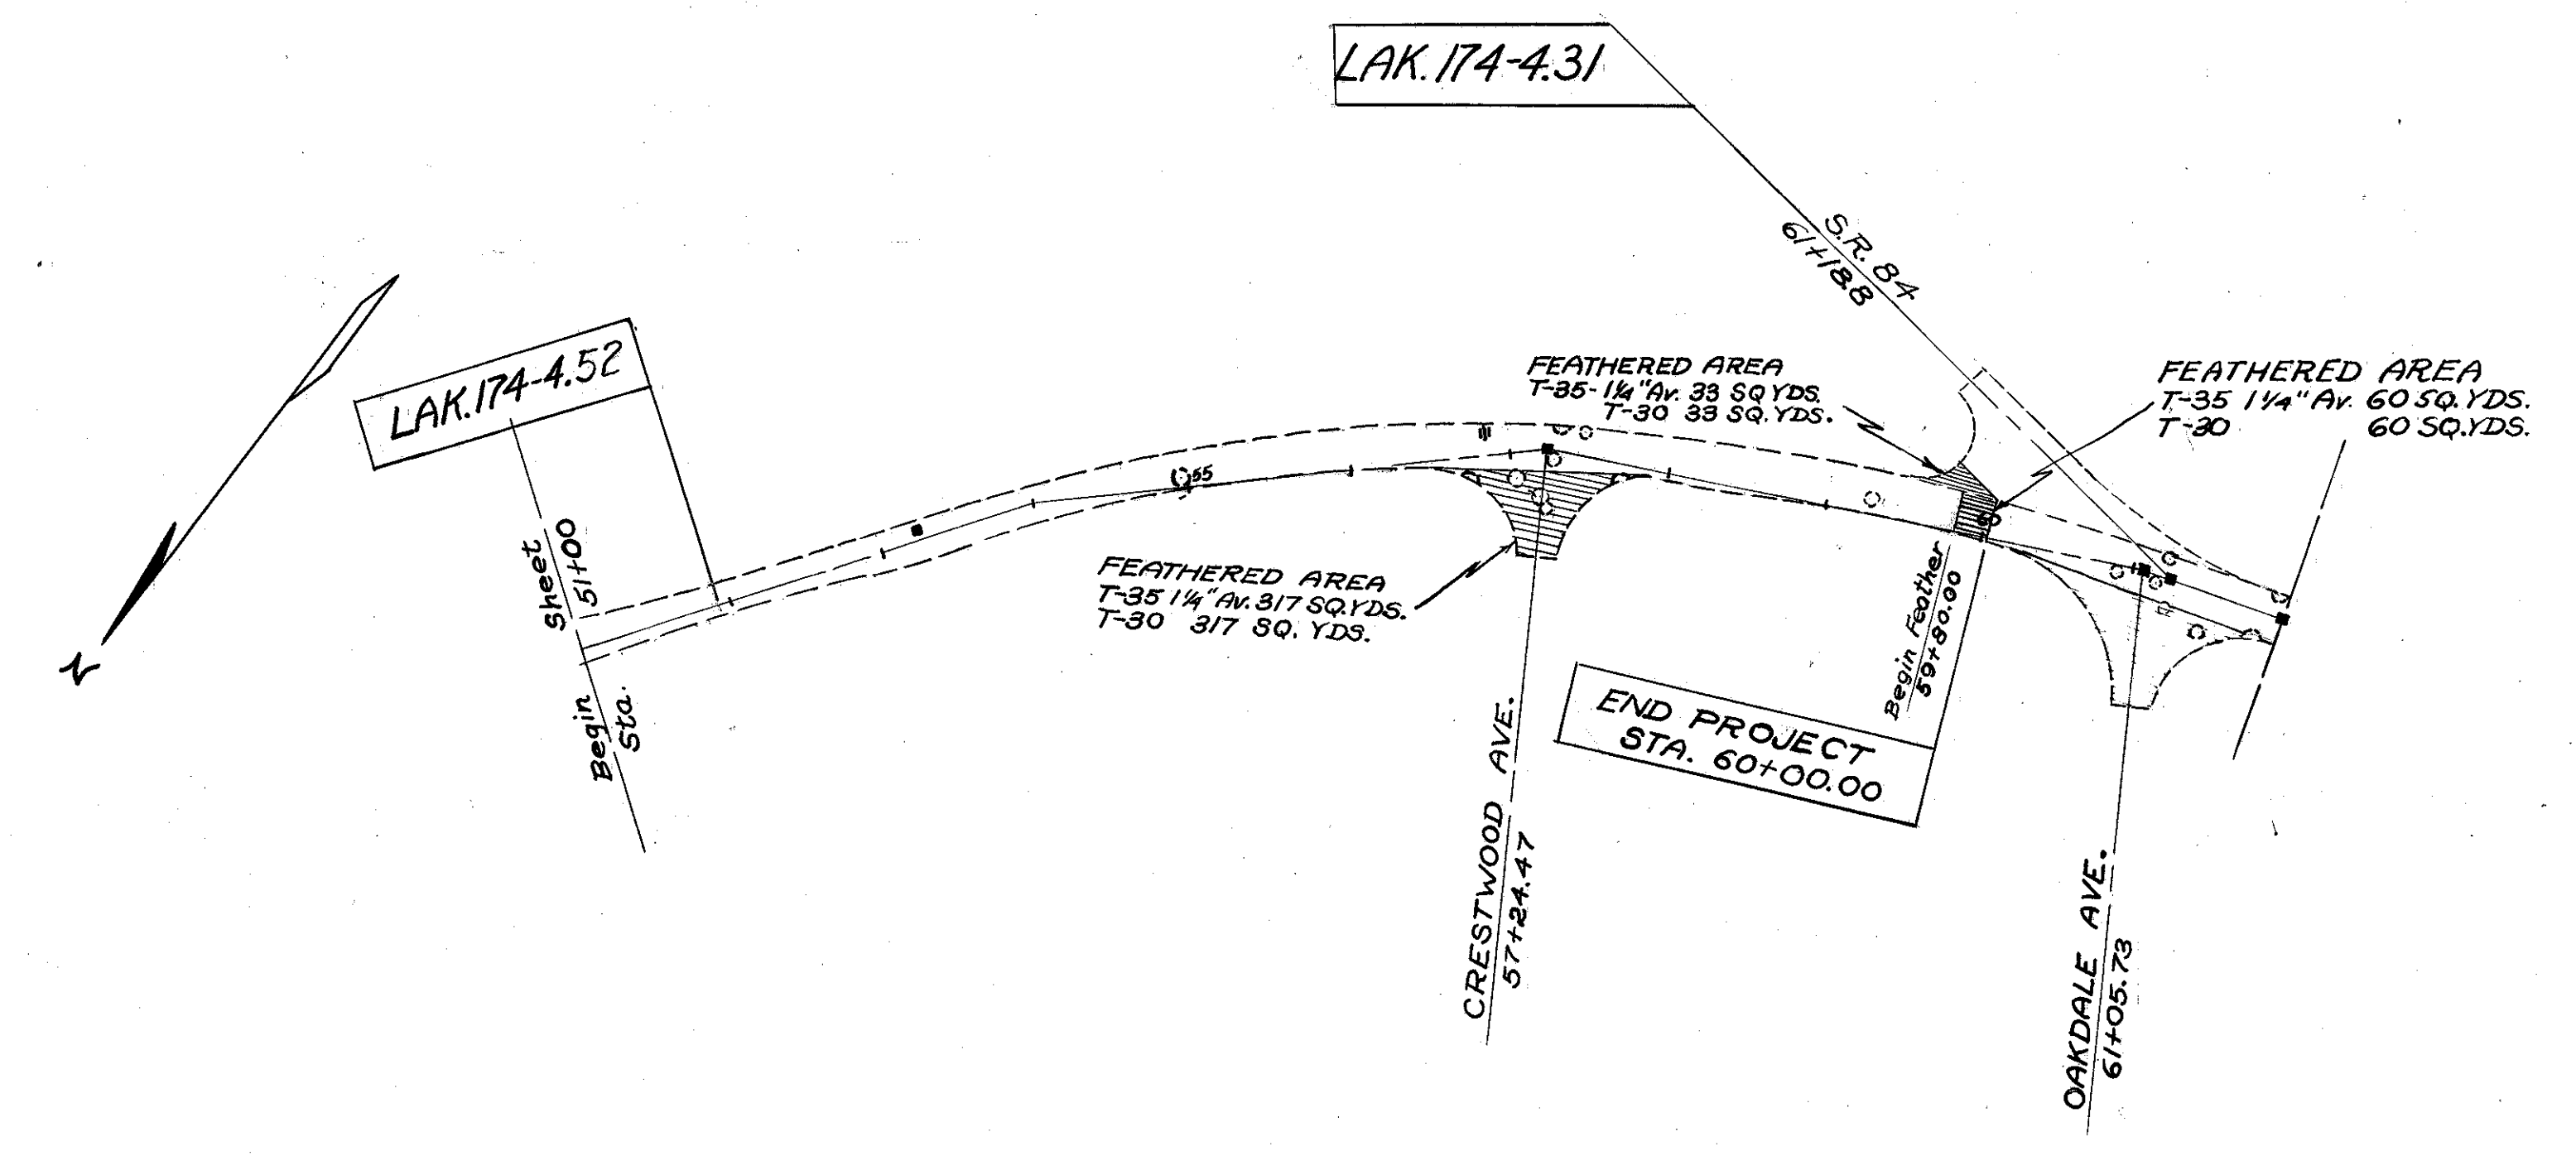 LAK. 174-4.31
S.R. 84
61+18.8
LAK. 174-4.52
FEATHERED AREA
T-35- 1¼" Av. 33 SQ YDS.
T-30 33 SQ. YDS.
FEATHERED AREA
T-35 1¼" Av. 60 SQ. YDS.
T-30 60 SQ. YDS.
55
60
Sheet
51+00
Begin
Sta.
FEATHERED AREA
T-35 1¼" Av. 317 SQ. YDS.
T-30 317 SQ. YDS.
Begin Feather
59+80.00
END PROJECT
STA. 60+00.00
CRESTWOOD AVE.
57+24.47
OAKDALE AVE.
61+05.73
N